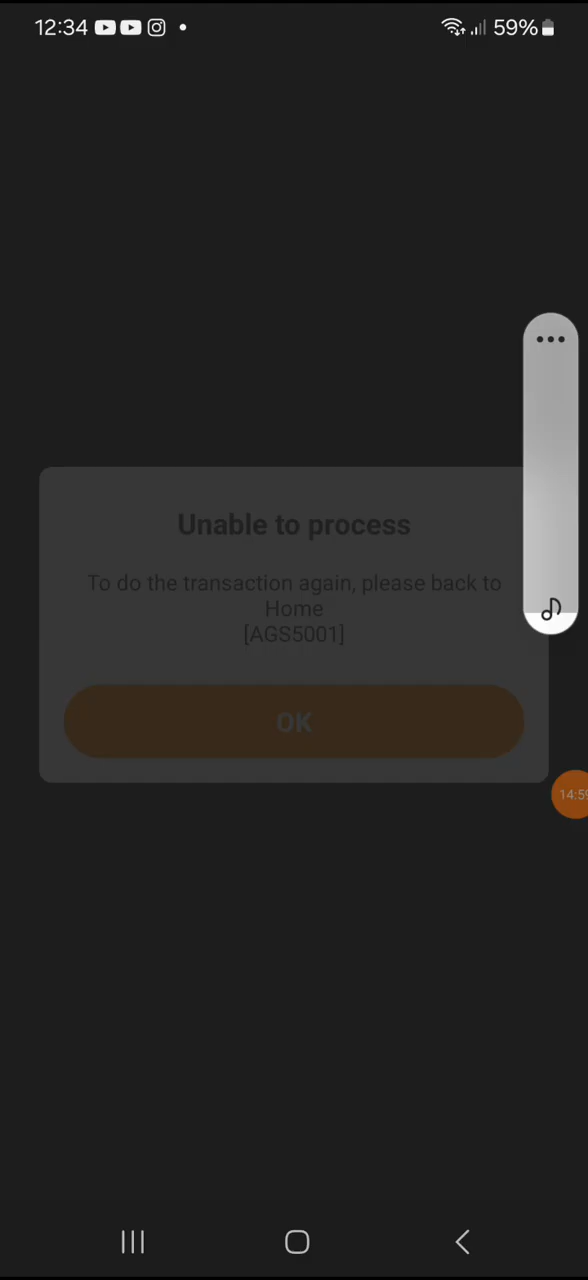 12:34 59%
Unable to process
To do the transaction again, please back to
Home
[AGS5001]
OK
14:59